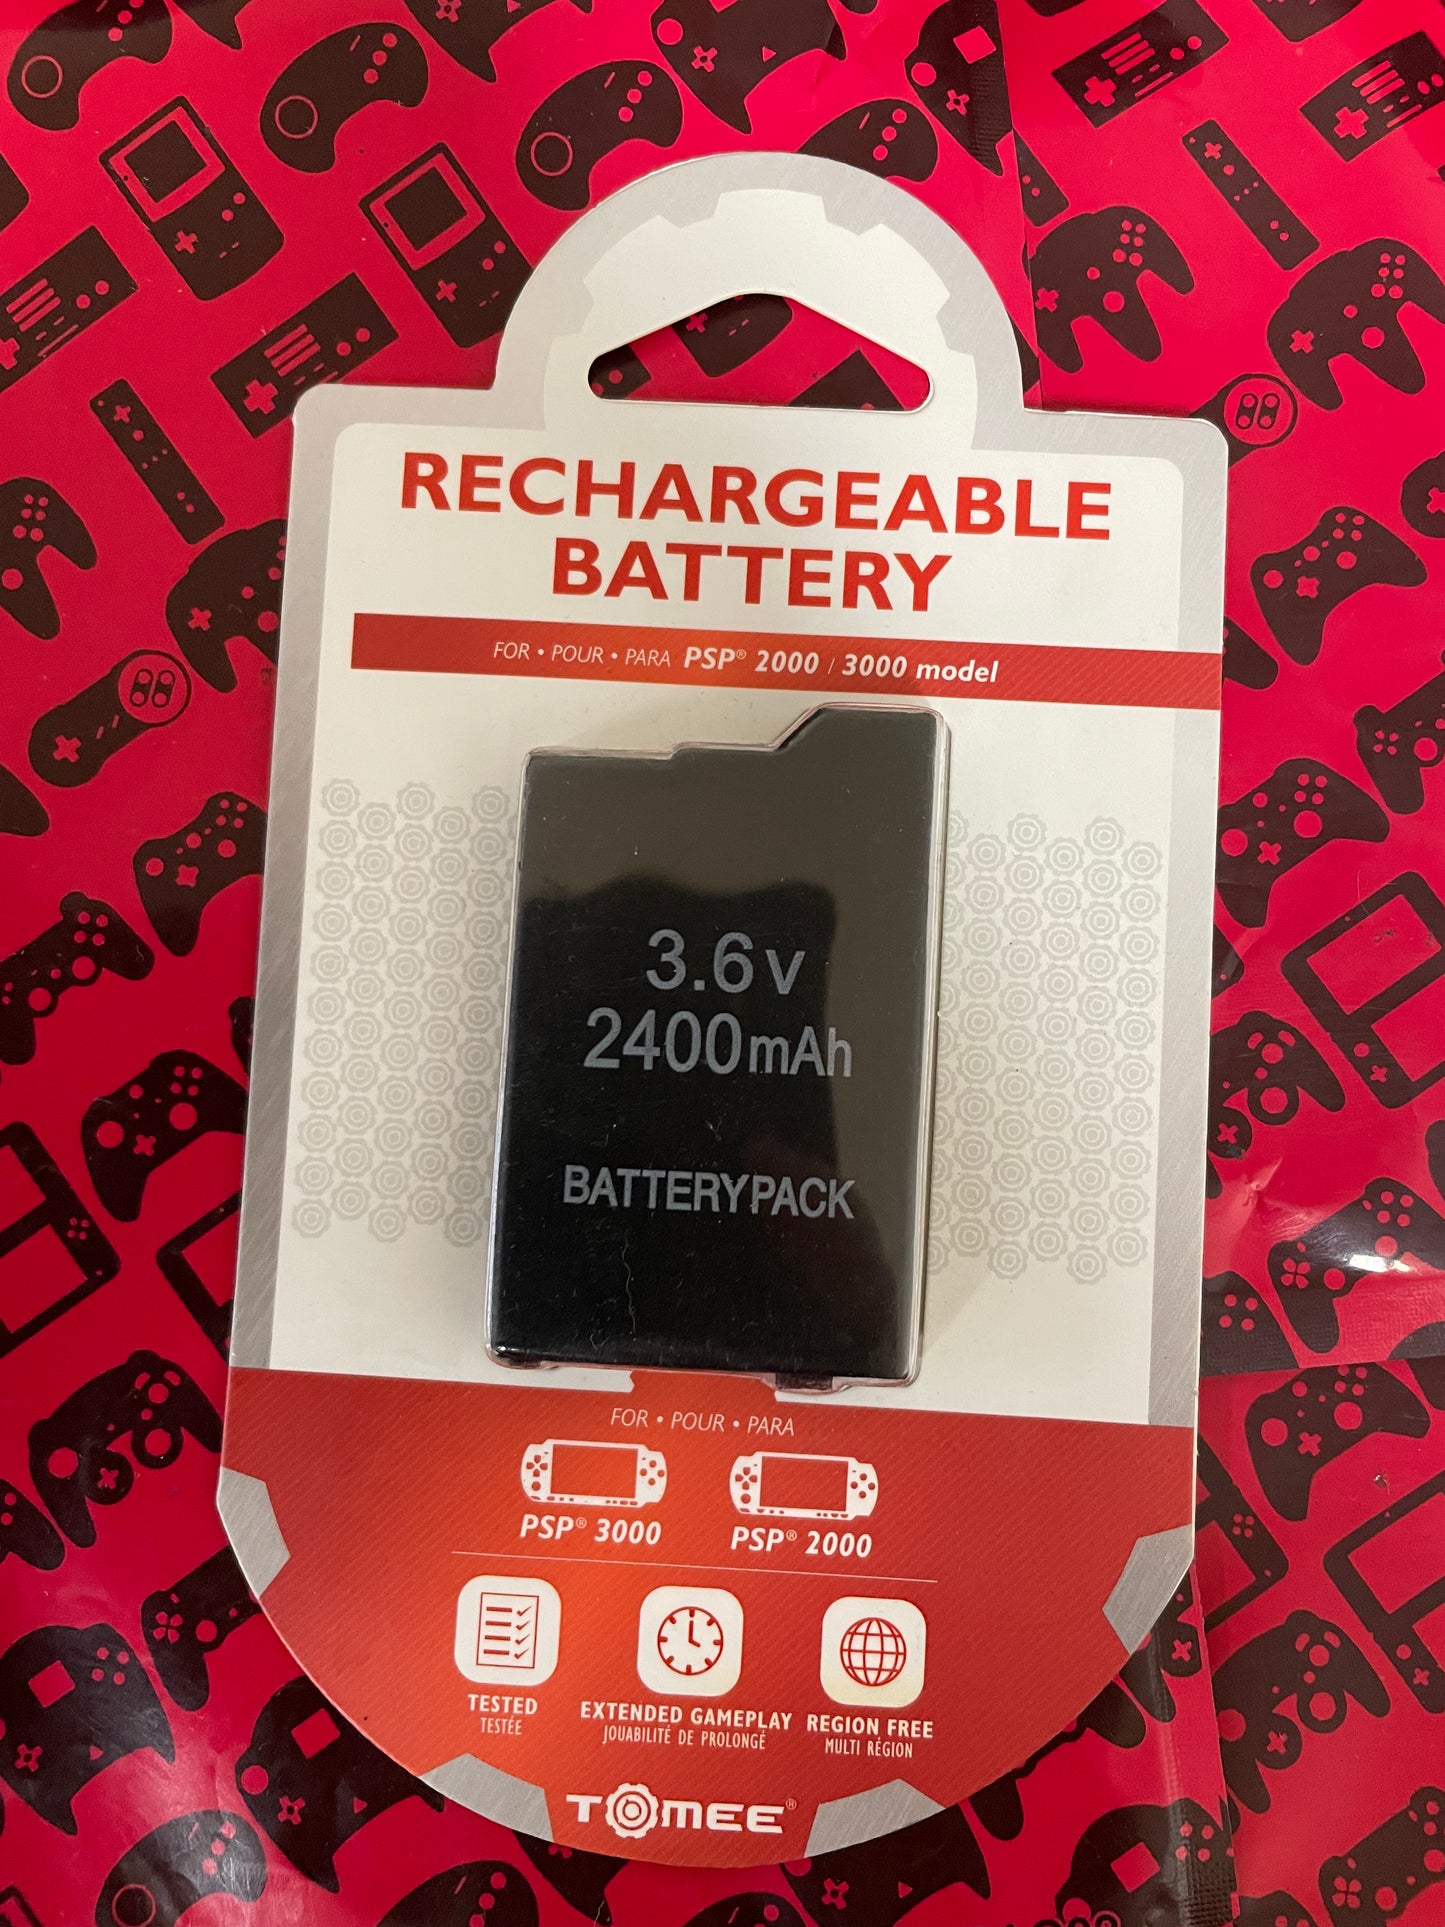 RECHARGEABLE
BATTERY
FOR • POUR • PARA PSP® 2000 / 3000 model
3.6v
2400mAh
BATTERYPACK
FOR • POUR • PARA
PSP® 3000
PSP® 2000
TESTED
TESTÉE
EXTENDED GAMEPLAY
JOUABILITÉ DE PROLONGÉ
REGION FREE
MULTI RÉGION
TOMEE®